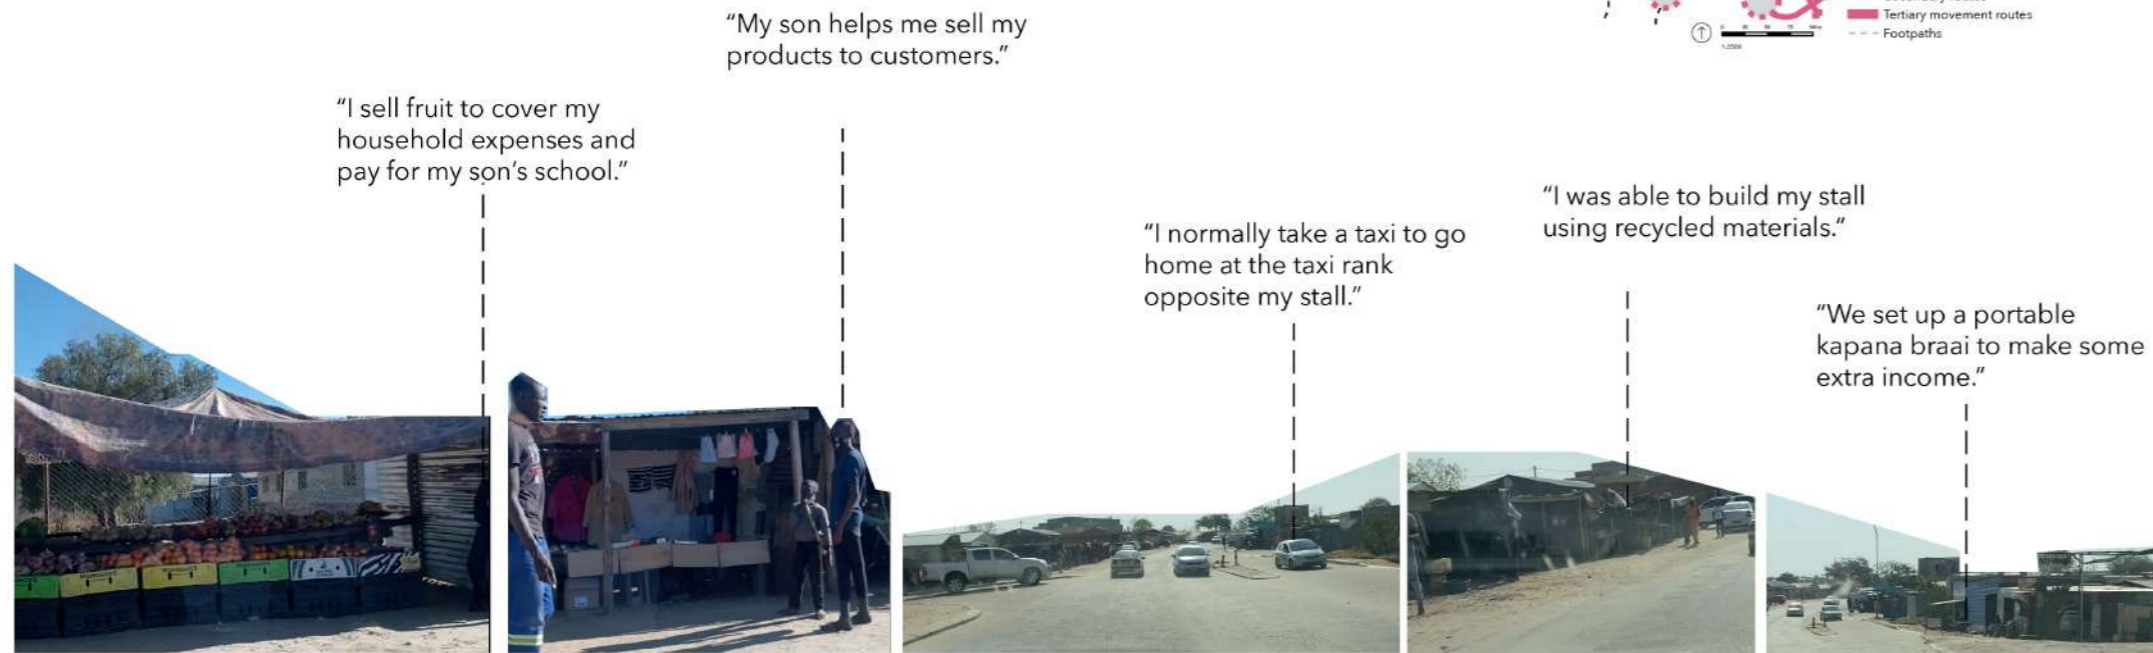 Tertiary movement routes
Footpaths
1:2500
“My son helps me sell my
products to customers.”
“I sell fruit to cover my
household expenses and
pay for my son’s school.”
“I was able to build my stall
using recycled materials.”
“I normally take a taxi to go
home at the taxi rank
opposite my stall.”
“We set up a portable
kapana braai to make some
extra income.”